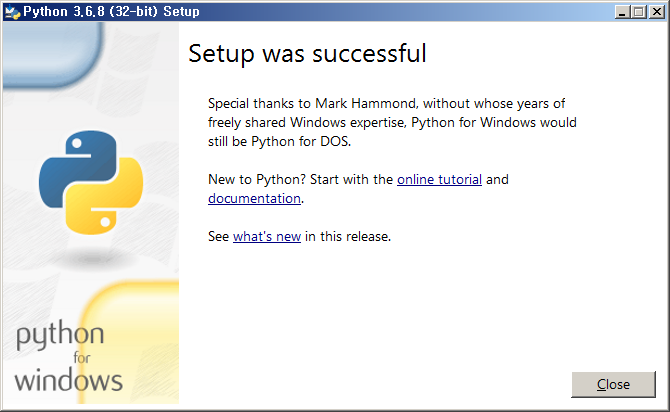 Python 3.6.8 (32-bit) Setup
Setup was successful
Special thanks to Mark Hammond, without whose years of
freely shared Windows expertise, Python for Windows would
still be Python for DOS.
New to Python? Start with the online tutorial and
documentation.
See what's new in this release.
python
for
windows
Close